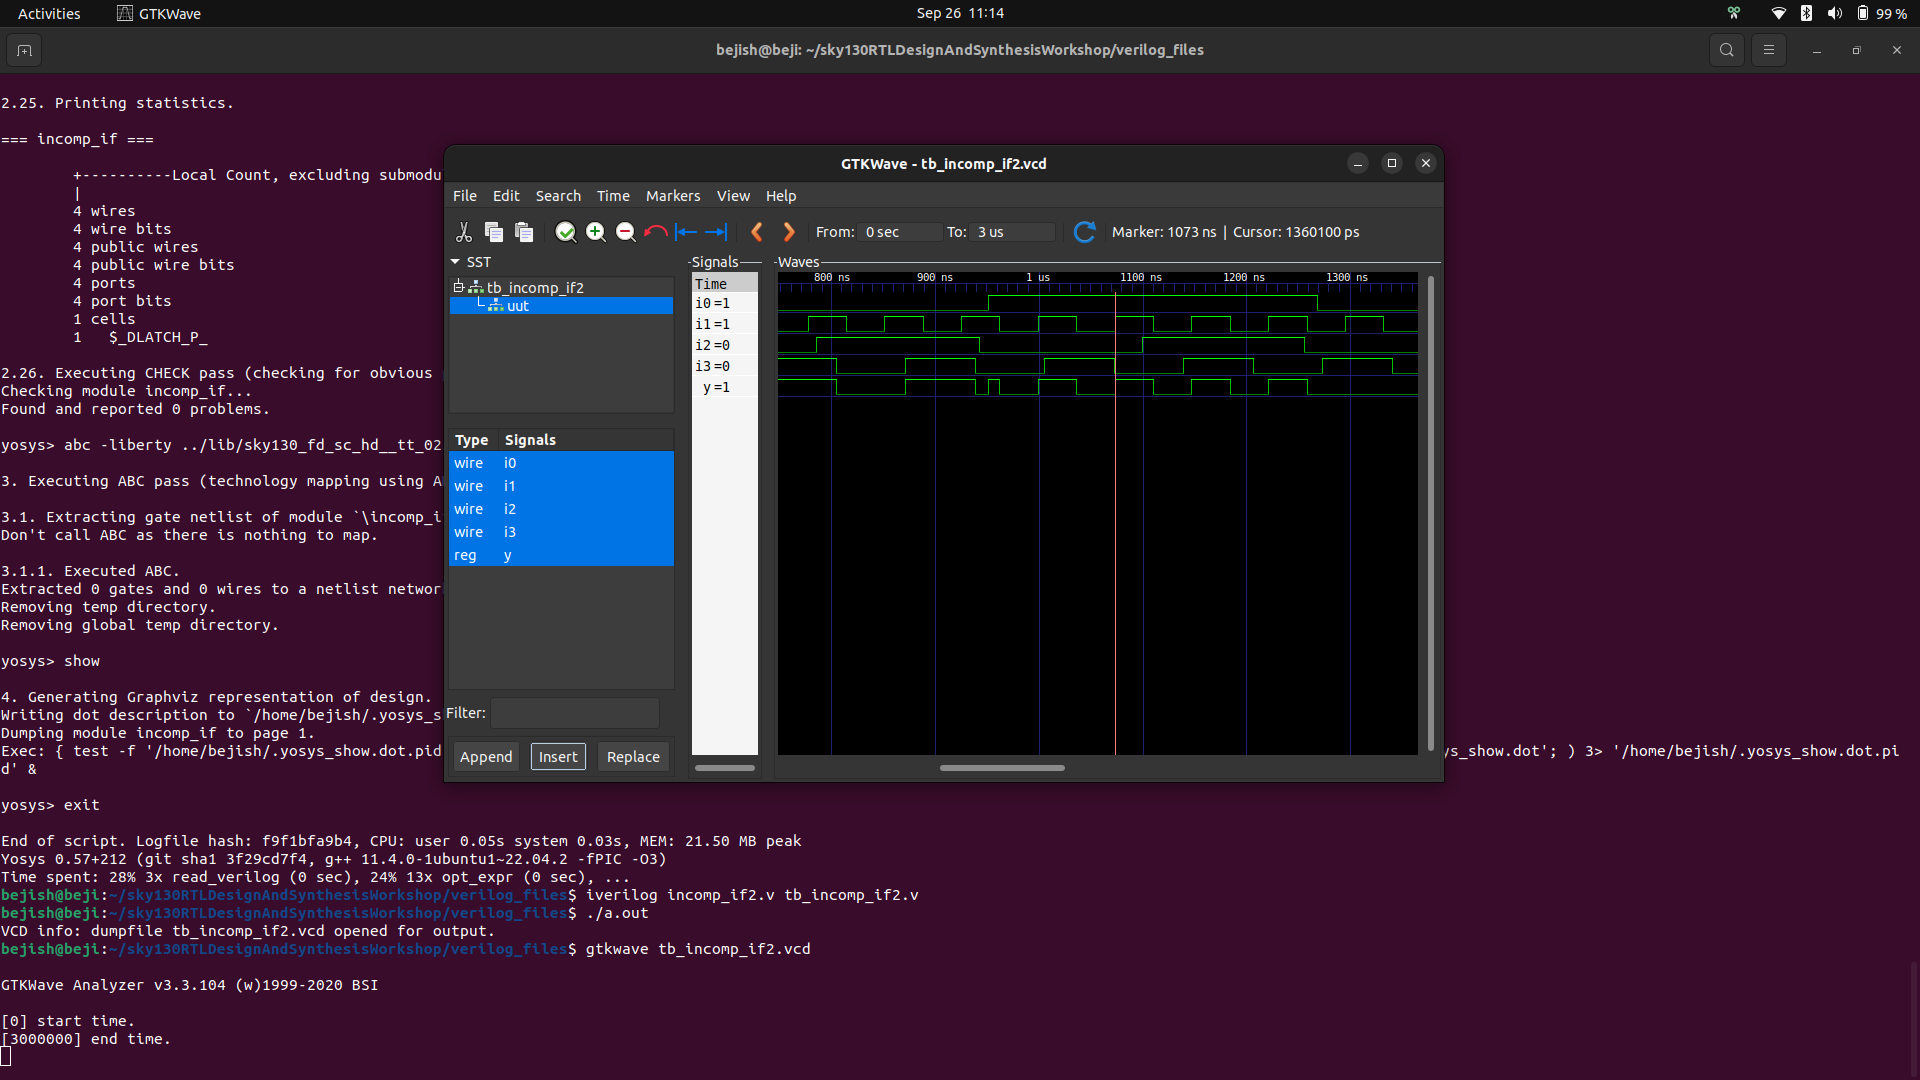 Activities GTKWave Sep 26 11:14 99 %
bejish@beji: ~/sky130RTLDesignAndSynthesisWorkshop/verilog_files
2.25. Printing statistics.
=== incomp_if ===
+----------Local Count, excluding submodu
|
4 wires
4 wire bits
4 public wires
4 public wire bits
4 ports
4 port bits
1 cells
1 $_DLATCH_P_
2.26. Executing CHECK pass (checking for obvious
Checking module incomp_if...
Found and reported 0 problems.
yosys> abc -liberty ../lib/sky130_fd_sc_hd__tt_02
3. Executing ABC pass (technology mapping using A
3.1. Extracting gate netlist of module `\incomp_i
Don't call ABC as there is nothing to map.
3.1.1. Executed ABC.
Extracted 0 gates and 0 wires to a netlist networ
Removing temp directory.
Removing global temp directory.
yosys> show
4. Generating Graphviz representation of design.
Writing dot description to `/home/bejish/.yosys_s
Dumping module incomp_if to page 1.
Exec: { test -f '/home/bejish/.yosys_show.dot.pid ys_show.dot'; ) 3> '/home/bejish/.yosys_show.dot.pi
d' &
yosys> exit
End of script. Logfile hash: f9f1bfa9b4, CPU: user 0.05s system 0.03s, MEM: 21.50 MB peak
Yosys 0.57+212 (git sha1 3f29cd7f4, g++ 11.4.0-1ubuntu1~22.04.2 -fPIC -O3)
Time spent: 28% 3x read_verilog (0 sec), 24% 13x opt_expr (0 sec), ...
bejish@beji:~/sky130RTLDesignAndSynthesisWorkshop/verilog_files$ iverilog incomp_if2.v tb_incomp_if2.v
bejish@beji:~/sky130RTLDesignAndSynthesisWorkshop/verilog_files$ ./a.out
VCD info: dumpfile tb_incomp_if2.vcd opened for output.
bejish@beji:~/sky130RTLDesignAndSynthesisWorkshop/verilog_files$ gtkwave tb_incomp_if2.vcd
GTKWave Analyzer v3.3.104 (w)1999-2020 BSI
[0] start time.
[3000000] end time.
GTKWave - tb_incomp_if2.vcd
File Edit Search Time Markers View Help
From: 0 sec To: 3 us Marker: 1073 ns | Cursor: 1360100 ps
SST
tb_incomp_if2
uut
Type Signals
wire i0
wire i1
wire i2
wire i3
reg y
Filter:
Append Insert Replace
Signals
Time
i0 =1
i1 =1
i2 =0
i3 =0
y =1
Waves
800 ns 900 ns 1 us 1100 ns 1200 ns 1300 ns